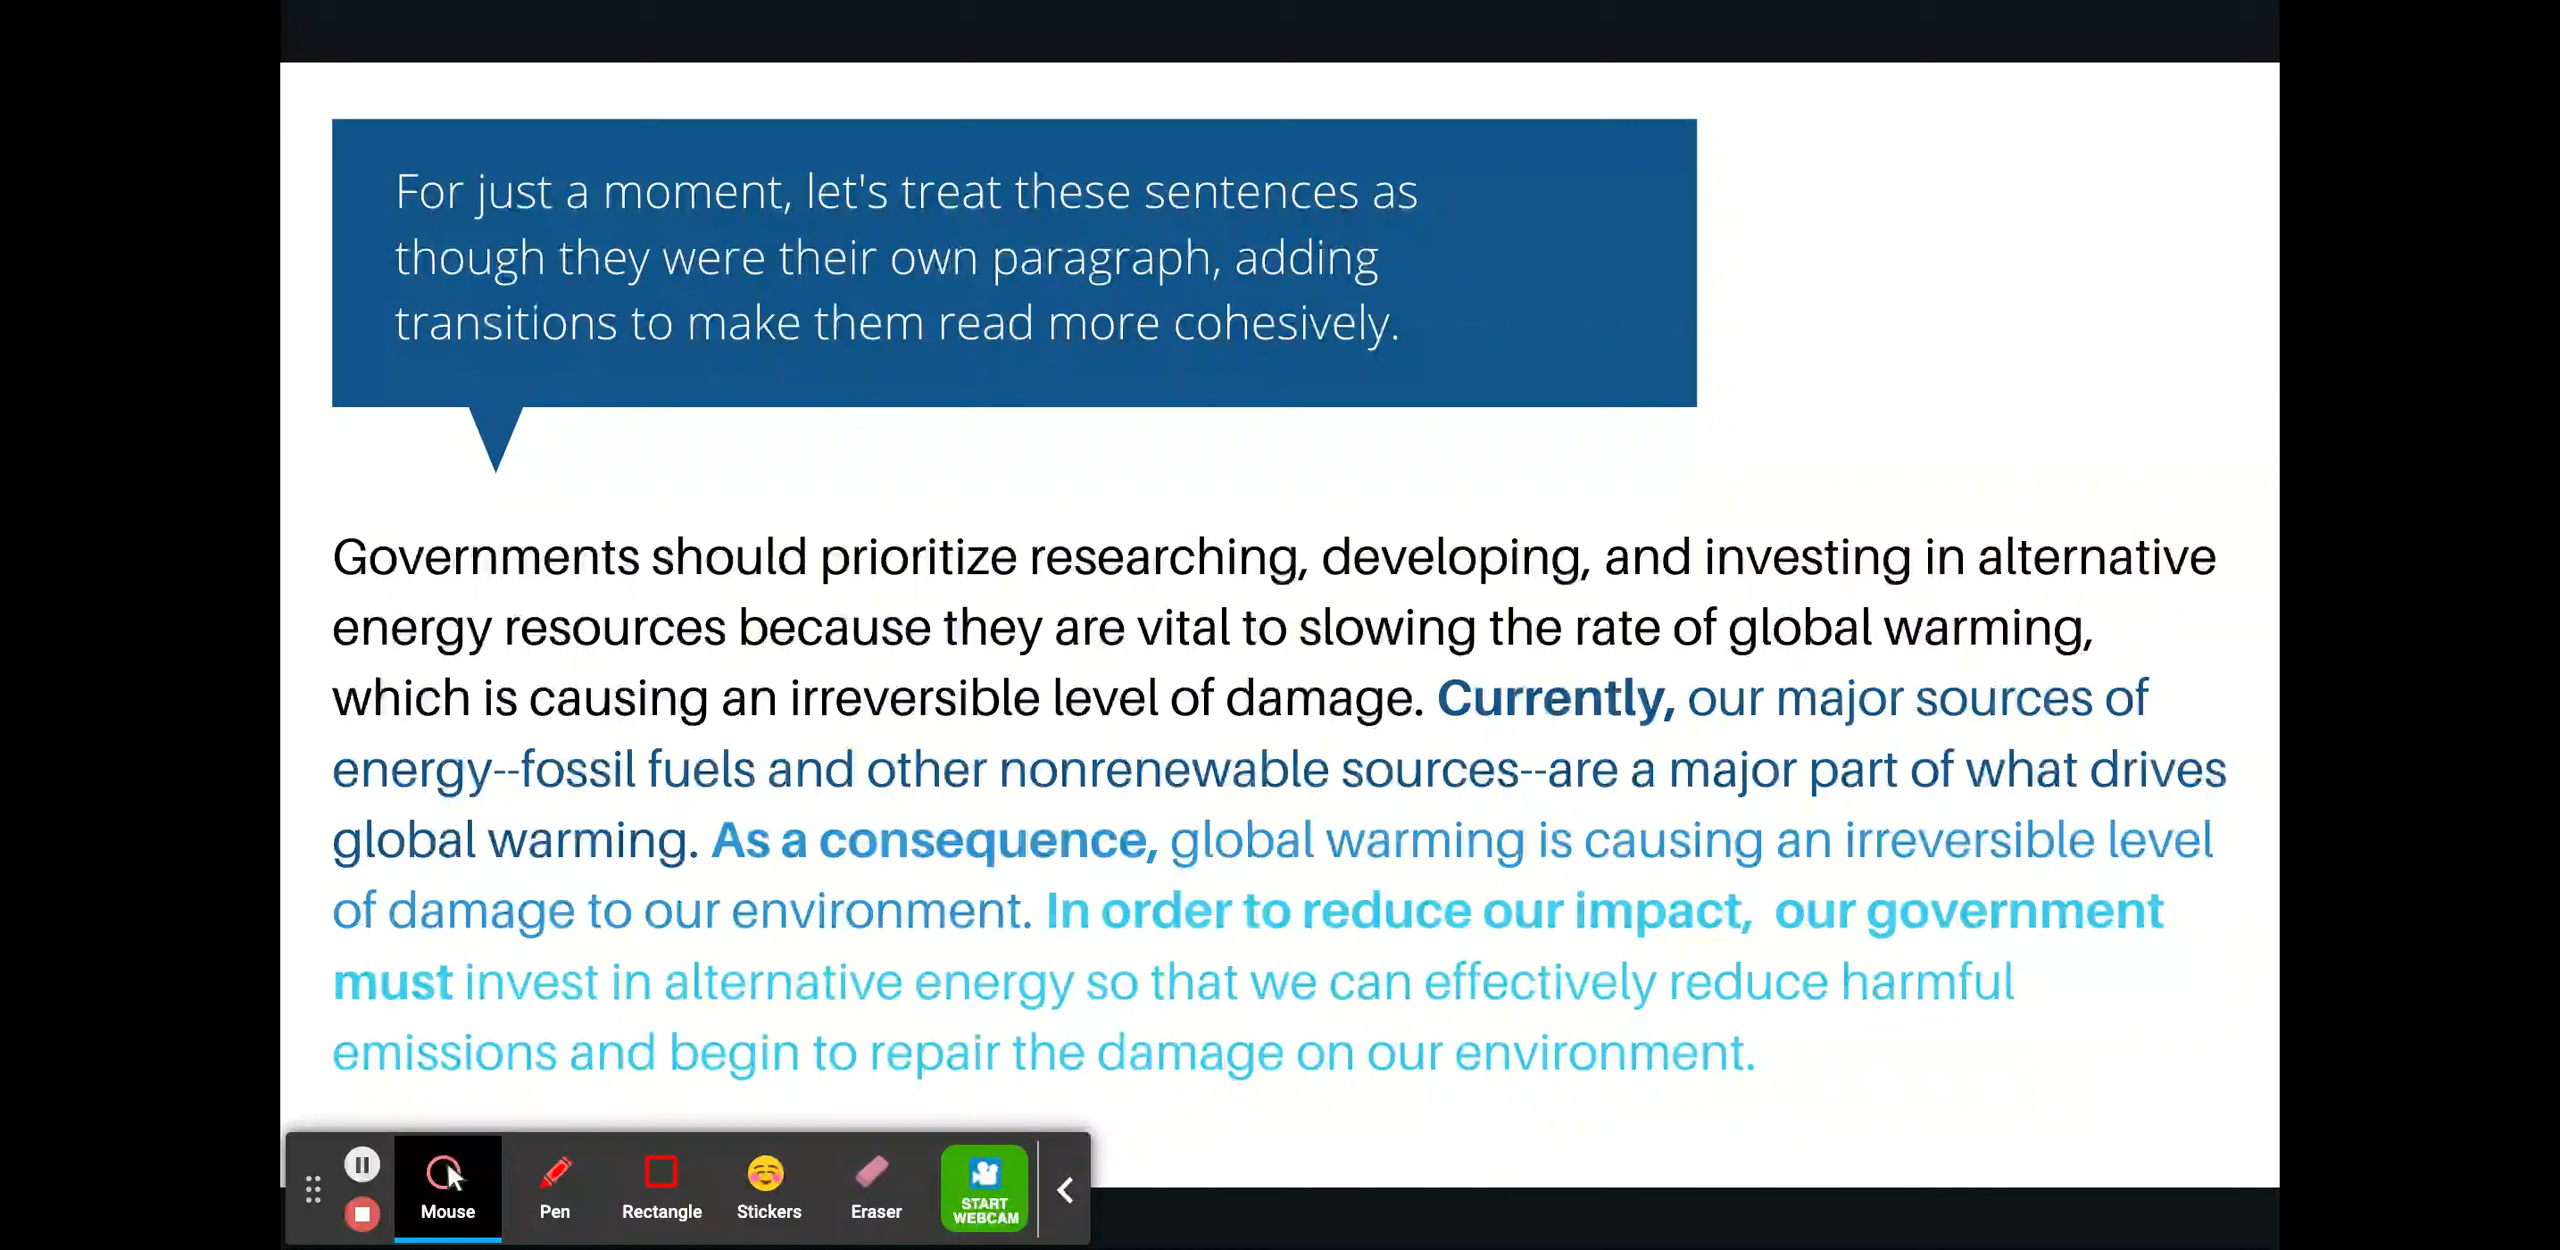 For just a moment, let's treat these sentences as
though they were their own paragraph, adding
transitions to make them read more cohesively.
Governments should prioritize researching, developing, and investing in alternative
energy resources because they are vital to slowing the rate of global warming,
which is causing an irreversible level of damage. Currently, our major sources of
energy--fossil fuels and other nonrenewable sources--are a major part of what drives
global warming. As a consequence, global warming is causing an irreversible level
of damage to our environment. In order to reduce our impact,  our government
must invest in alternative energy so that we can effectively reduce harmful
emissions and begin to repair the damage on our environment.
Mouse
Pen
Rectangle
Stickers
Eraser
START
WEBCAM